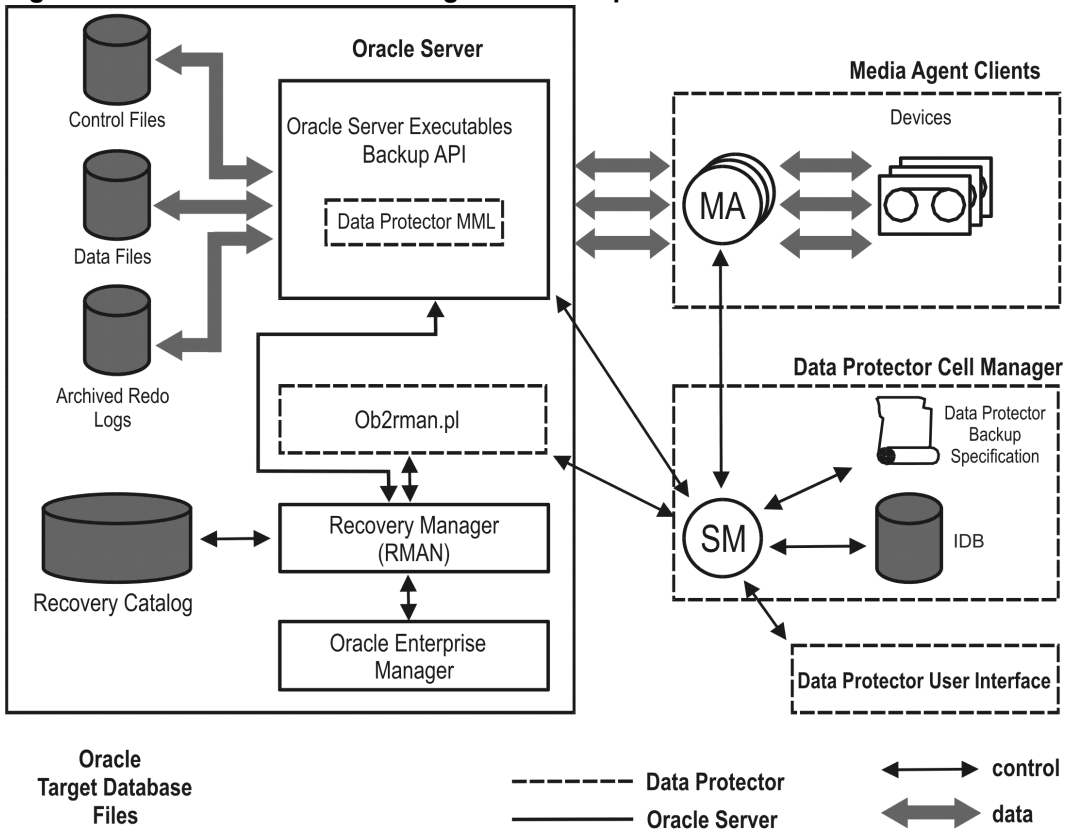 Oracle Server
Control Files
Data Files
Archived Redo
Logs
Oracle Server Executables
Backup API
Data Protector MML
Ob2rman.pl
Recovery Manager
(RMAN)
Recovery Catalog
Oracle Enterprise
Manager
Media Agent Clients
Devices
MA
Data Protector Cell Manager
Data Protector
Backup
Specification
SM
IDB
Data Protector User Interface
Oracle
Target Database
Files
Data Protector
Oracle Server
control
data